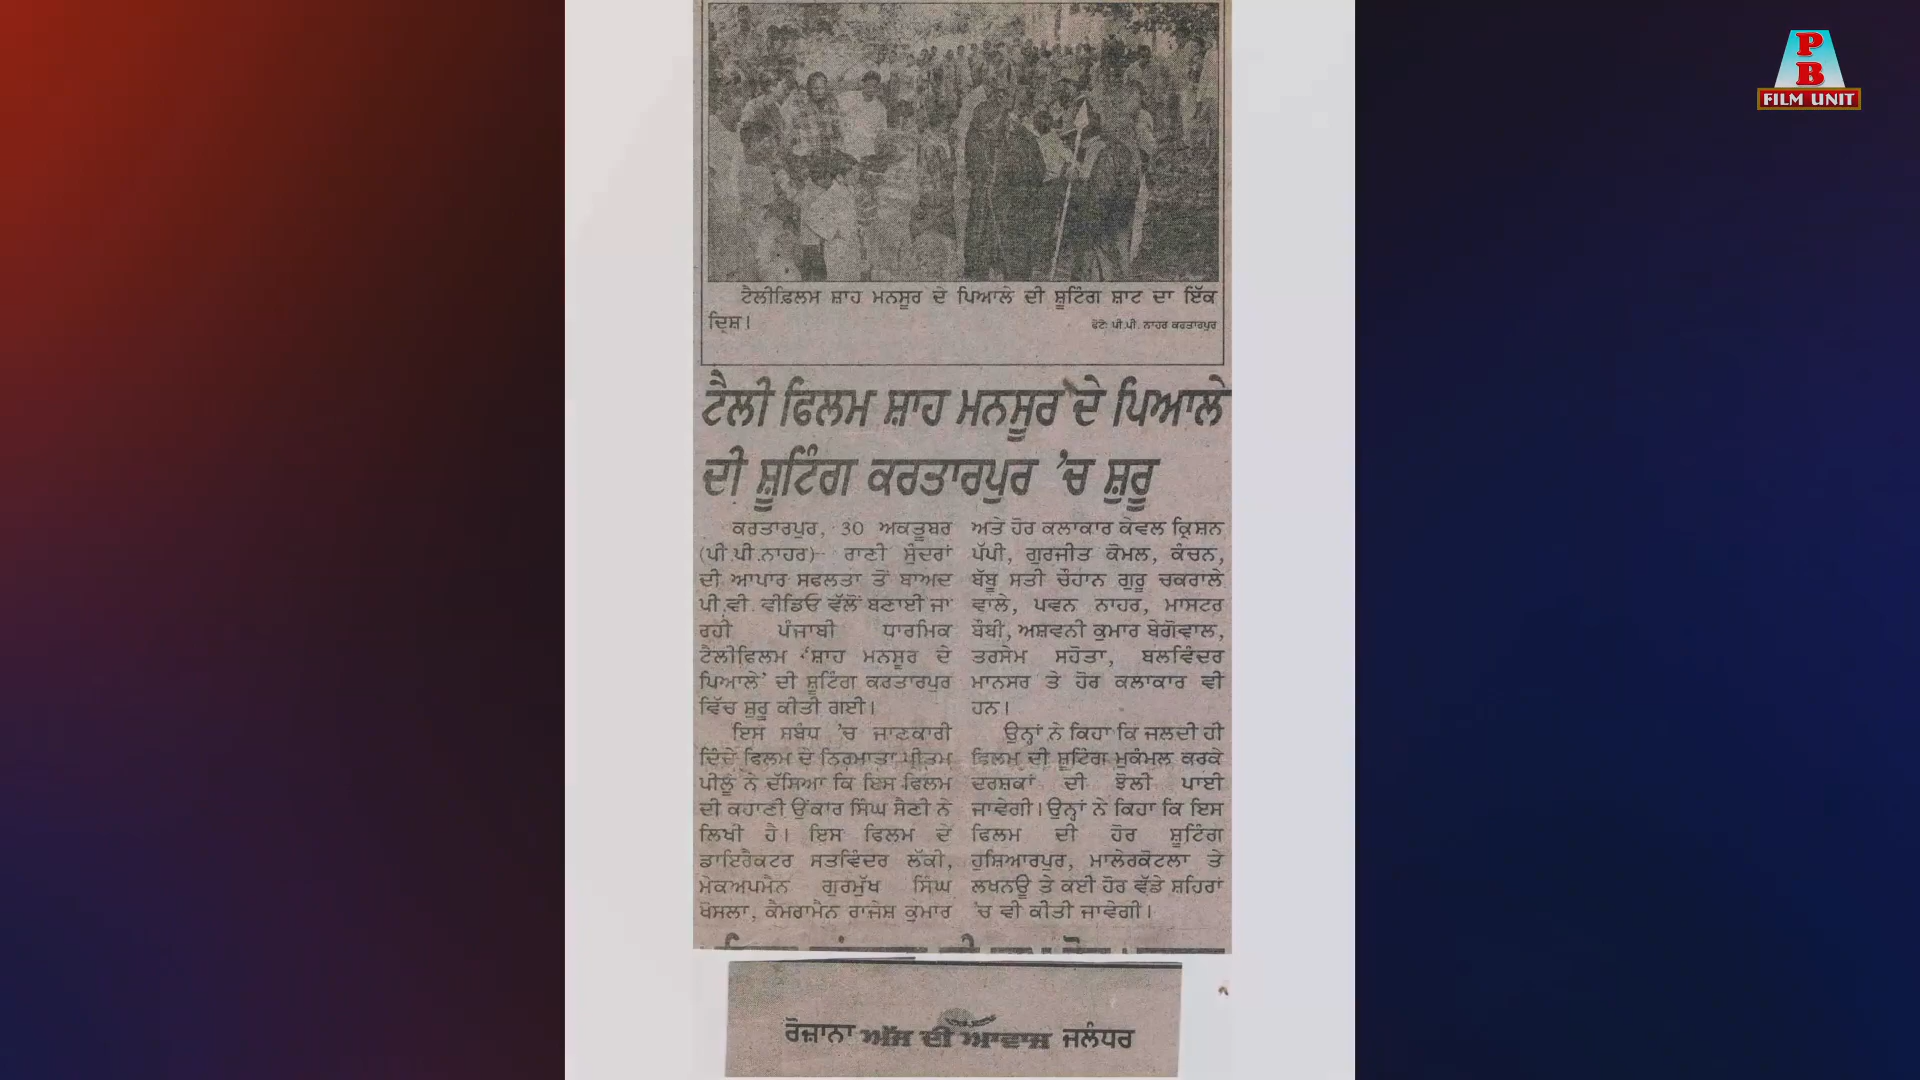 P
B
FILM UNIT
ਟੈਲੀਫ਼ਿਲਮ ਸ਼ਾਹ ਮਨਸੂਰ ਦੇ ਪਿਆਲੇ ਦੀ ਸ਼ੂਟਿੰਗ ਸ਼ਾਟ ਦਾ ਇੱਕ
ਦ੍ਰਿਸ਼। ਫੋਟੋ: ਪੀ.ਪੀ. ਨਾਹਰ ਕਰਤਾਰਪੁਰ
ਟੈਲੀ ਫਿਲਮ ਸ਼ਾਹ ਮਨਸੂਰ ਦੇ ਪਿਆਲੇ
ਦੀ ਸ਼ੂਟਿੰਗ ਕਰਤਾਰਪੁਰ 'ਚ ਸ਼ੁਰੂ
ਕਰਤਾਰਪੁਰ, 30 ਅਕਤੂਬਰ
(ਪੀ.ਪੀ.ਨਾਹਰ)- ਰਾਣੀ ਸੁੰਦਰਾਂ
ਦੀ ਆਪਾਰ ਸਫਲਤਾ ਤੋਂ ਬਾਅਦ
ਪੀ.ਵੀ. ਵੀਡਿਓ ਵੱਲੋਂ ਬਣਾਈ ਜਾ
ਰਹੀ ਪੰਜਾਬੀ ਧਾਰਮਿਕ
ਟੈਲੀਫਿਲਮ 'ਸ਼ਾਹ ਮਨਸੂਰ ਦੇ
ਪਿਆਲੇ' ਦੀ ਸ਼ੂਟਿੰਗ ਕਰਤਾਰਪੁਰ
ਵਿੱਚ ਸ਼ੁਰੂ ਕੀਤੀ ਗਈ।
ਇਸ ਸਬੰਧ 'ਚ ਜਾਣਕਾਰੀ
ਦਿੰਦੇ ਫਿਲਮ ਦੇ ਨਿਰਮਾਤਾ ਪ੍ਰੀਤਮ
ਪੀਲੂ ਨੇ ਦੱਸਿਆ ਕਿ ਇਸ ਫਿਲਮ
ਦੀ ਕਹਾਣੀ ਉਂਕਾਰ ਸਿੰਘ ਸੈਣੀ ਨੇ
ਲਿਖੀ ਹੈ। ਇਸ ਫਿਲਮ ਦੇ
ਡਾਇਰੈਕਟਰ ਸਤਵਿੰਦਰ ਲੱਕੀ,
ਮੇਕਅਪਮੈਨ ਗੁਰਮੁੱਖ ਸਿੰਘ
ਖੋਸਲਾ, ਕੈਮਰਾਮੈਨ ਰਾਜੇਸ਼ ਕੁਮਾਰ
ਅਤੇ ਹੋਰ ਕਲਾਕਾਰ ਕੇਵਲ ਕ੍ਰਿਸ਼ਨ
ਪੱਪੀ, ਗੁਰਜੀਤ ਕੋਮਲ, ਕੰਚਨ,
ਬੱਬੂ ਸਤੀ ਚੌਹਾਨ ਗੁਰੂ ਚਕਰਾਲੇ
ਵਾਲੇ, ਪਵਨ ਨਾਹਰ, ਮਾਸਟਰ
ਬੌਬੀ, ਅਸ਼ਵਨੀ ਕੁਮਾਰ ਬੇਗੋਵਾਲ,
ਤਰਸੇਮ ਸਹੋਤਾ, ਬਲਵਿੰਦਰ
ਮਾਨਸਰ ਤੇ ਹੋਰ ਕਲਾਕਾਰ ਵੀ
ਹਨ।
ਉਨ੍ਹਾਂ ਨੇ ਕਿਹਾ ਕਿ ਜਲਦੀ ਹੀ
ਫਿਲਮ ਦੀ ਸ਼ੂਟਿੰਗ ਮੁਕੰਮਲ ਕਰਕੇ
ਦਰਸ਼ਕਾਂ ਦੀ ਝੋਲੀ ਪਾਈ
ਜਾਵੇਗੀ। ਉਨ੍ਹਾਂ ਨੇ ਕਿਹਾ ਕਿ ਇਸ
ਫਿਲਮ ਦੀ ਹੋਰ ਸ਼ੂਟਿੰਗ
ਹੁਸ਼ਿਆਰਪੁਰ, ਮਾਲੇਰਕੋਟਲਾ ਤੇ
ਲਖਨਊ ਤੇ ਕਈ ਹੋਰ ਵੱਡੇ ਸ਼ਹਿਰਾਂ
'ਚ ਵੀ ਕੀਤੀ ਜਾਵੇਗੀ।
ਰੋਜ਼ਾਨਾ ਅੱਜ ਦੀ ਆਵਾਜ਼ ਜਲੰਧਰ